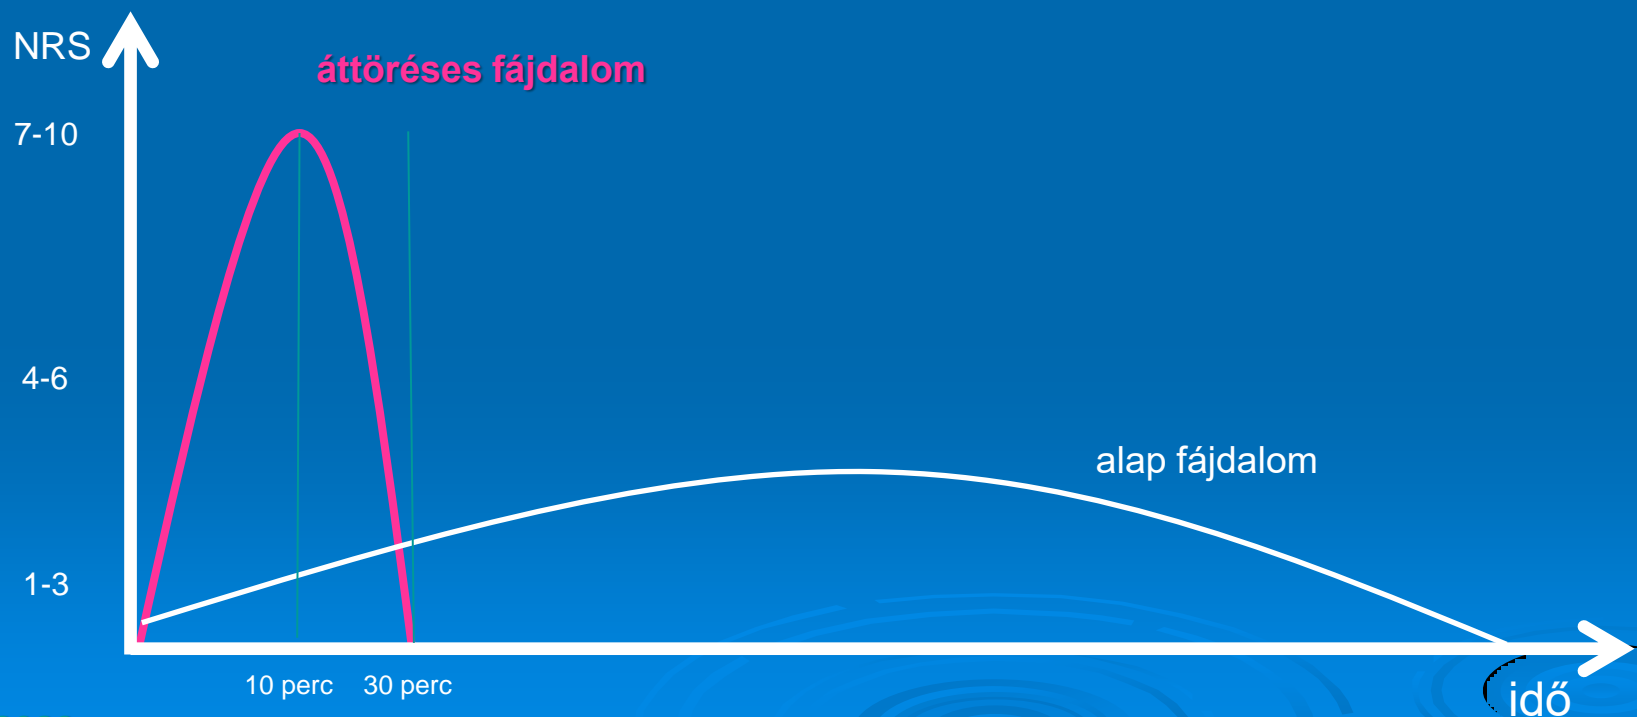 NRS
áttöréses fájdalom
7-10
4-6
alap fájdalom
1-3
10 perc
30 perc
idő